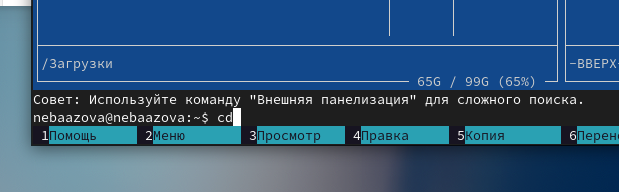 /Загрузки
65G / 99G (65%)
-ВВЕРХ-
Совет: Используйте команду "Внешняя панелизация" для сложного поиска.
nebaazova@nebaazova:~$ cd
1Помощь 2Меню 3Просмотр 4Правка 5Копия 6Перен